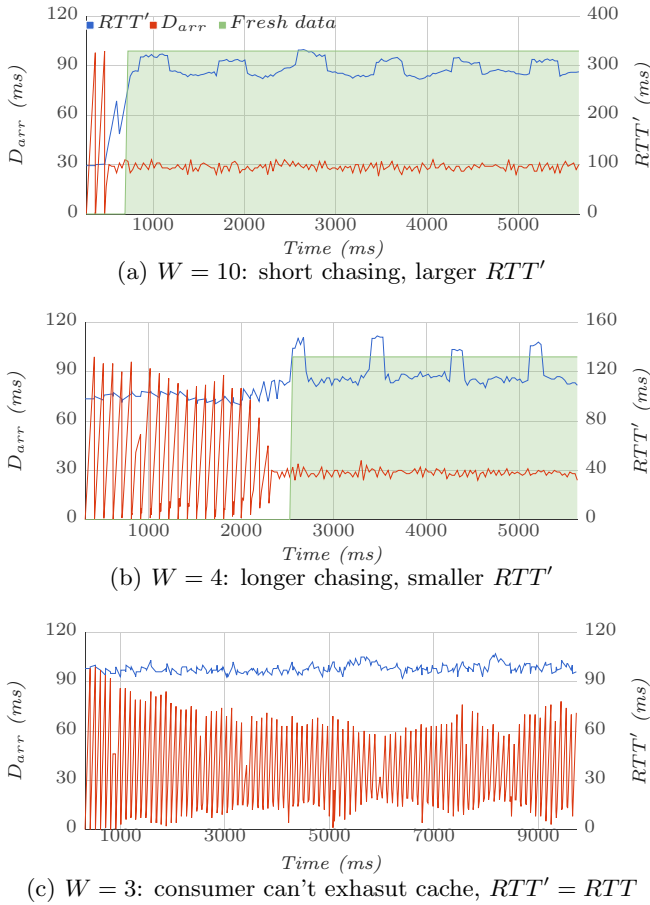 RTT' D_arr Fresh data
120 400
90 300
60 200
30 100
0 0
D_arr (ms)
RTT' (ms)
1000 2000 3000 4000 5000
Time (ms)
(a) W = 10: short chasing, larger RTT'
120 160
90 120
60 80
30 40
0 0
D_arr (ms)
RTT' (ms)
1000 2000 3000 4000 5000
Time (ms)
(b) W = 4: longer chasing, smaller RTT'
120 150
90 120
60 90
30 60
0 30
0
D_arr (ms)
RTT' (ms)
1000 3000 5000 7000 9000
Time (ms)
(c) W = 3: consumer can't exhasut cache, RTT' = RTT